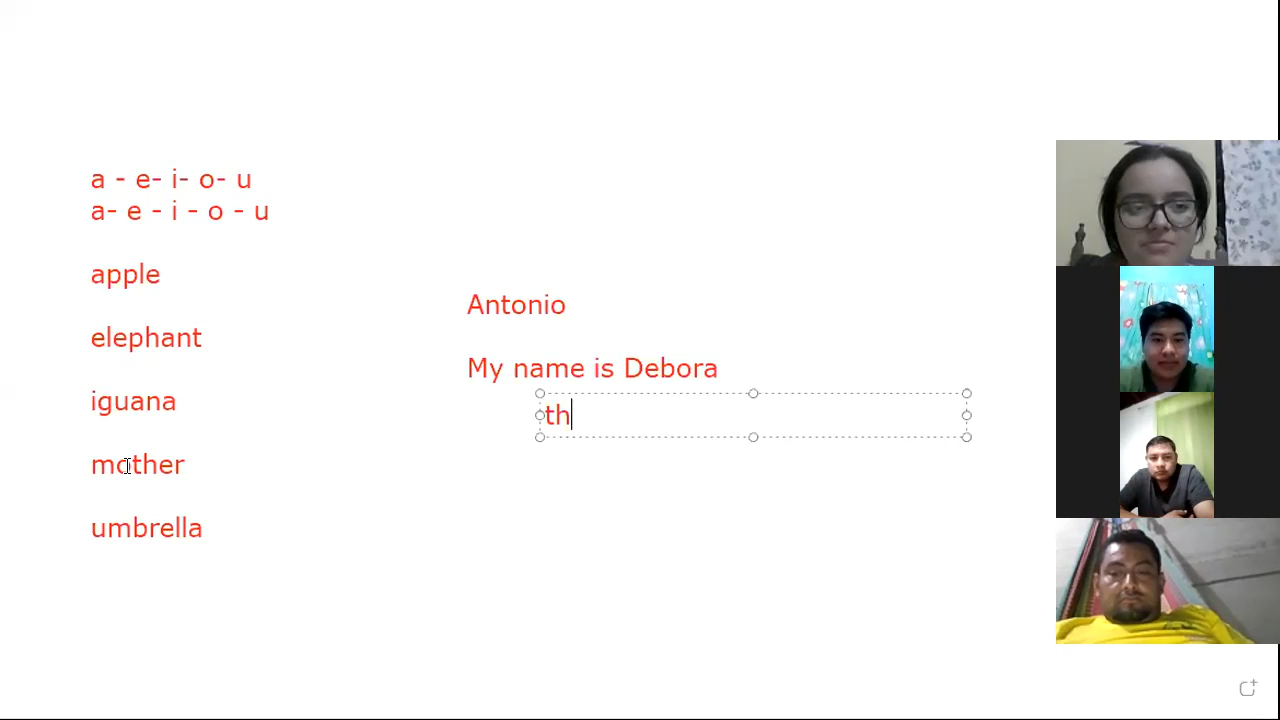 a - e- i- o- u
a- e - i - o - u
apple
elephant
iguana
mother
umbrella
Antonio
My name is Debora
th